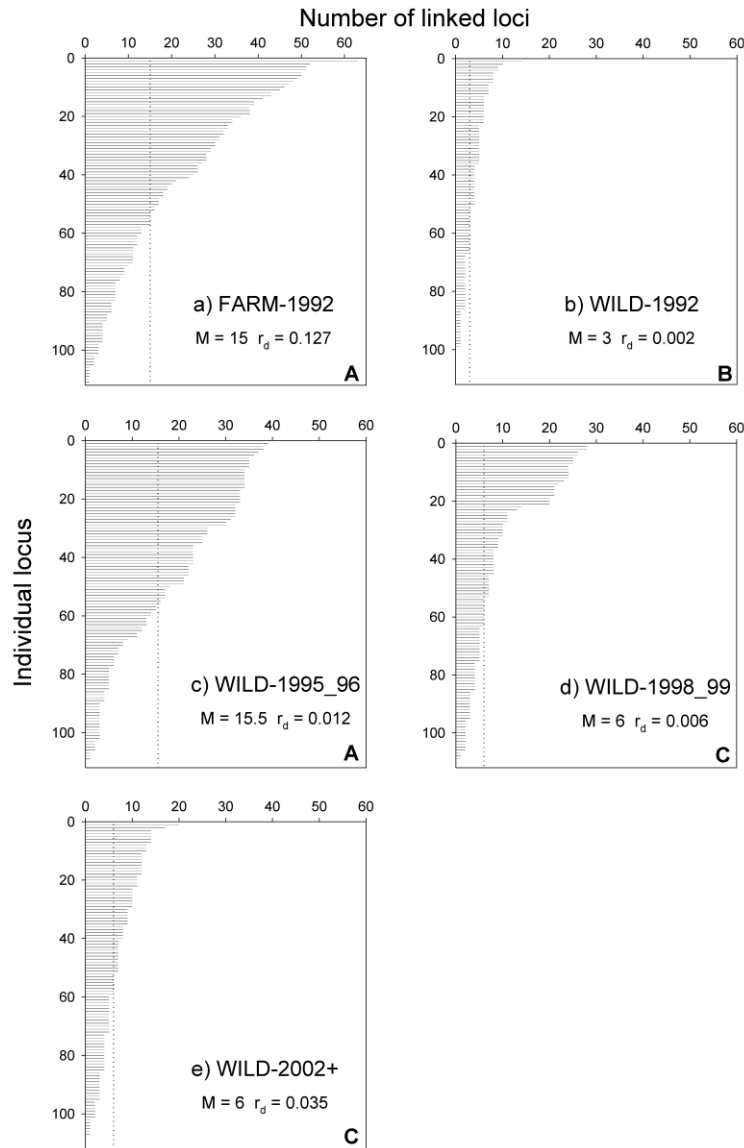 Number of linked loci
0 10 20 30 40 50 60
0
20
40
60
80
100
a) FARM-1992
M = 15 r_d = 0.127
A
0 10 20 30 40 50 60
0
20
40
60
80
100
b) WILD-1992
M = 3 r_d = 0.002
B
Individual locus
0 10 20 30 40 50 60
0
20
40
60
80
100
c) WILD-1995_96
M = 15.5 r_d = 0.012
A
0 10 20 30 40 50 60
0
20
40
60
80
100
d) WILD-1998_99
M = 6 r_d = 0.006
C
0 10 20 30 40 50 60
0
20
40
60
80
100
e) WILD-2002+
M = 6 r_d = 0.035
C